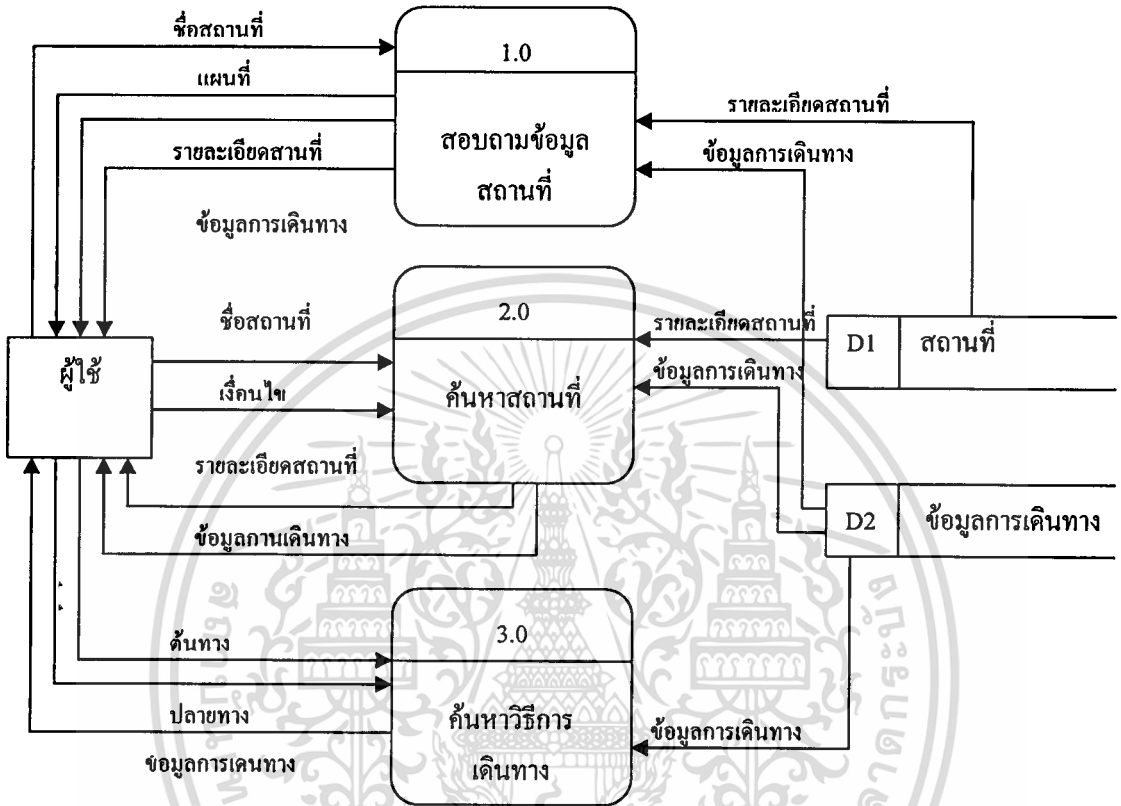 ชื่อสถานที่
1.0
แผนที่
รายละเอียดสถานที่
สอบถามข้อมูล
รายละเอียดสานที่
ข้อมูลการเดินทาง
สถานที่
ข้อมูลการเดินทาง
2.0
ชื่อสถานที่
รายละเอียดสถานที่
D1 สถานที่
ผู้ใช้
ข้อมูลการเดินทาง
เงื่อนไข
ค้นหาสถานที่
รายละเอียดสถานที่
D2 ข้อมูลการเดินทาง
ข้อมูลกานเดินทาง
3.0
ต้นทาง
ปลายทาง
ค้นหาวิธีการ
ข้อมูลการเดินทาง
ข้อมูลการเดนทาง
เดินทาง